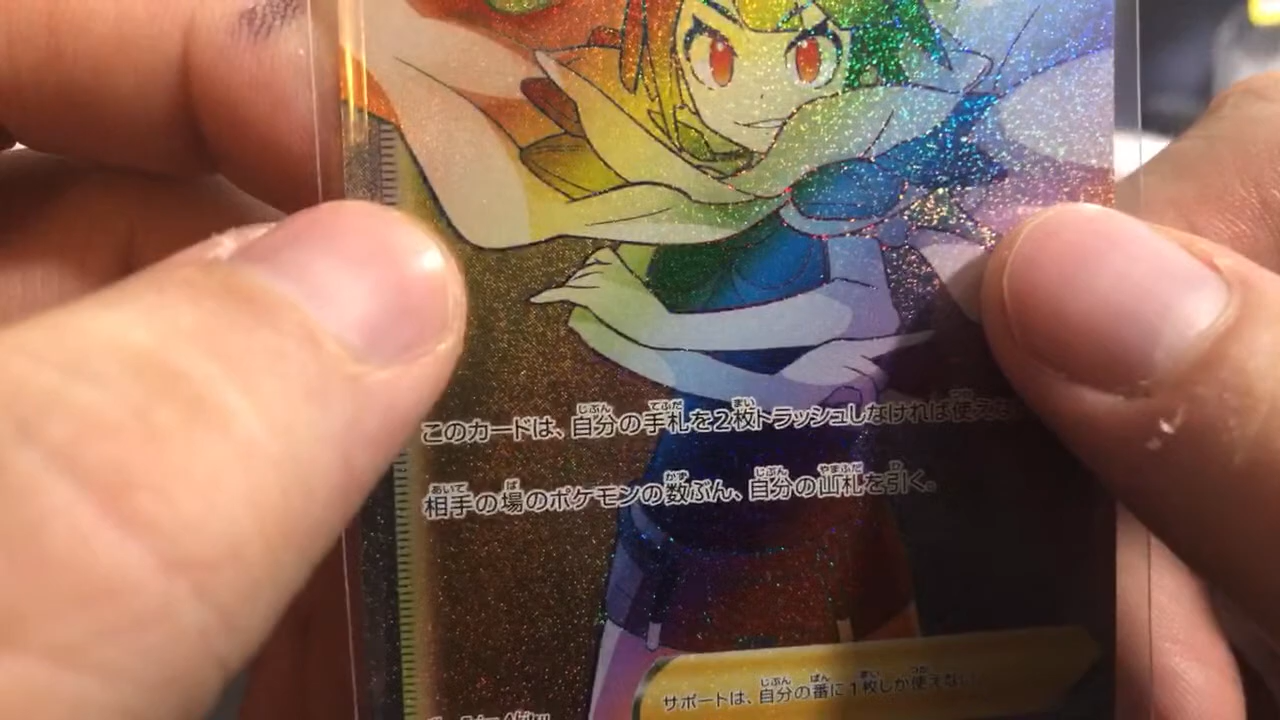 このカードは、自分の手札を2枚トラッシュしなければ使え
相手の場のポケモンの数ぶん、自分の山札を引く。
サポートは、自分の番に1枚しか使えない